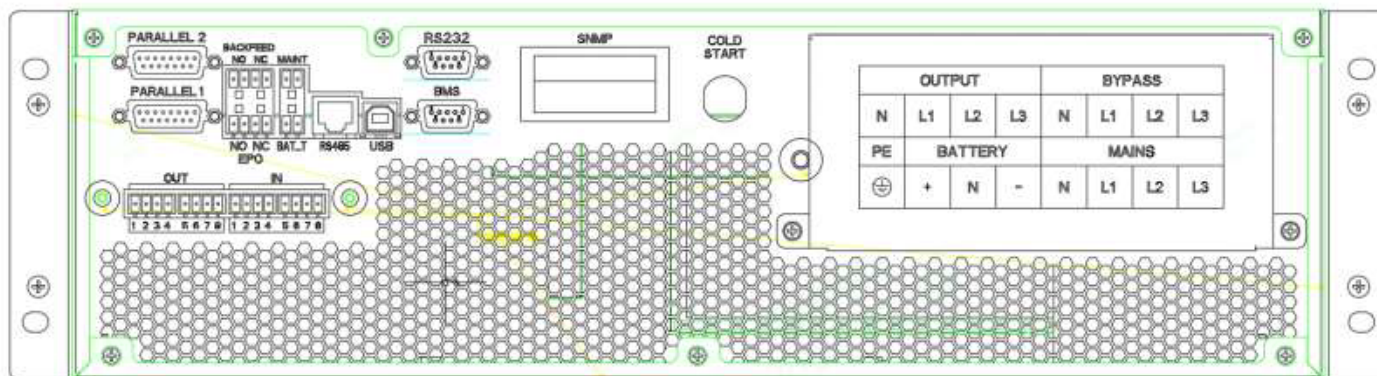 PARALLEL 2
BACKFEED
NO NC MAINT
PARALLEL 1
NO NC BAT_T RS485 USB
EPO
RS232
BMS
SNMP
COLD
START
OUTPUT BYPASS
N L1 L2 L3 N L1 L2 L3
PE BATTERY MAINS
+ N - N L1 L2 L3
OUT IN
1 2 3 4 5 6 7 8 1 2 3 4 5 6 7 8